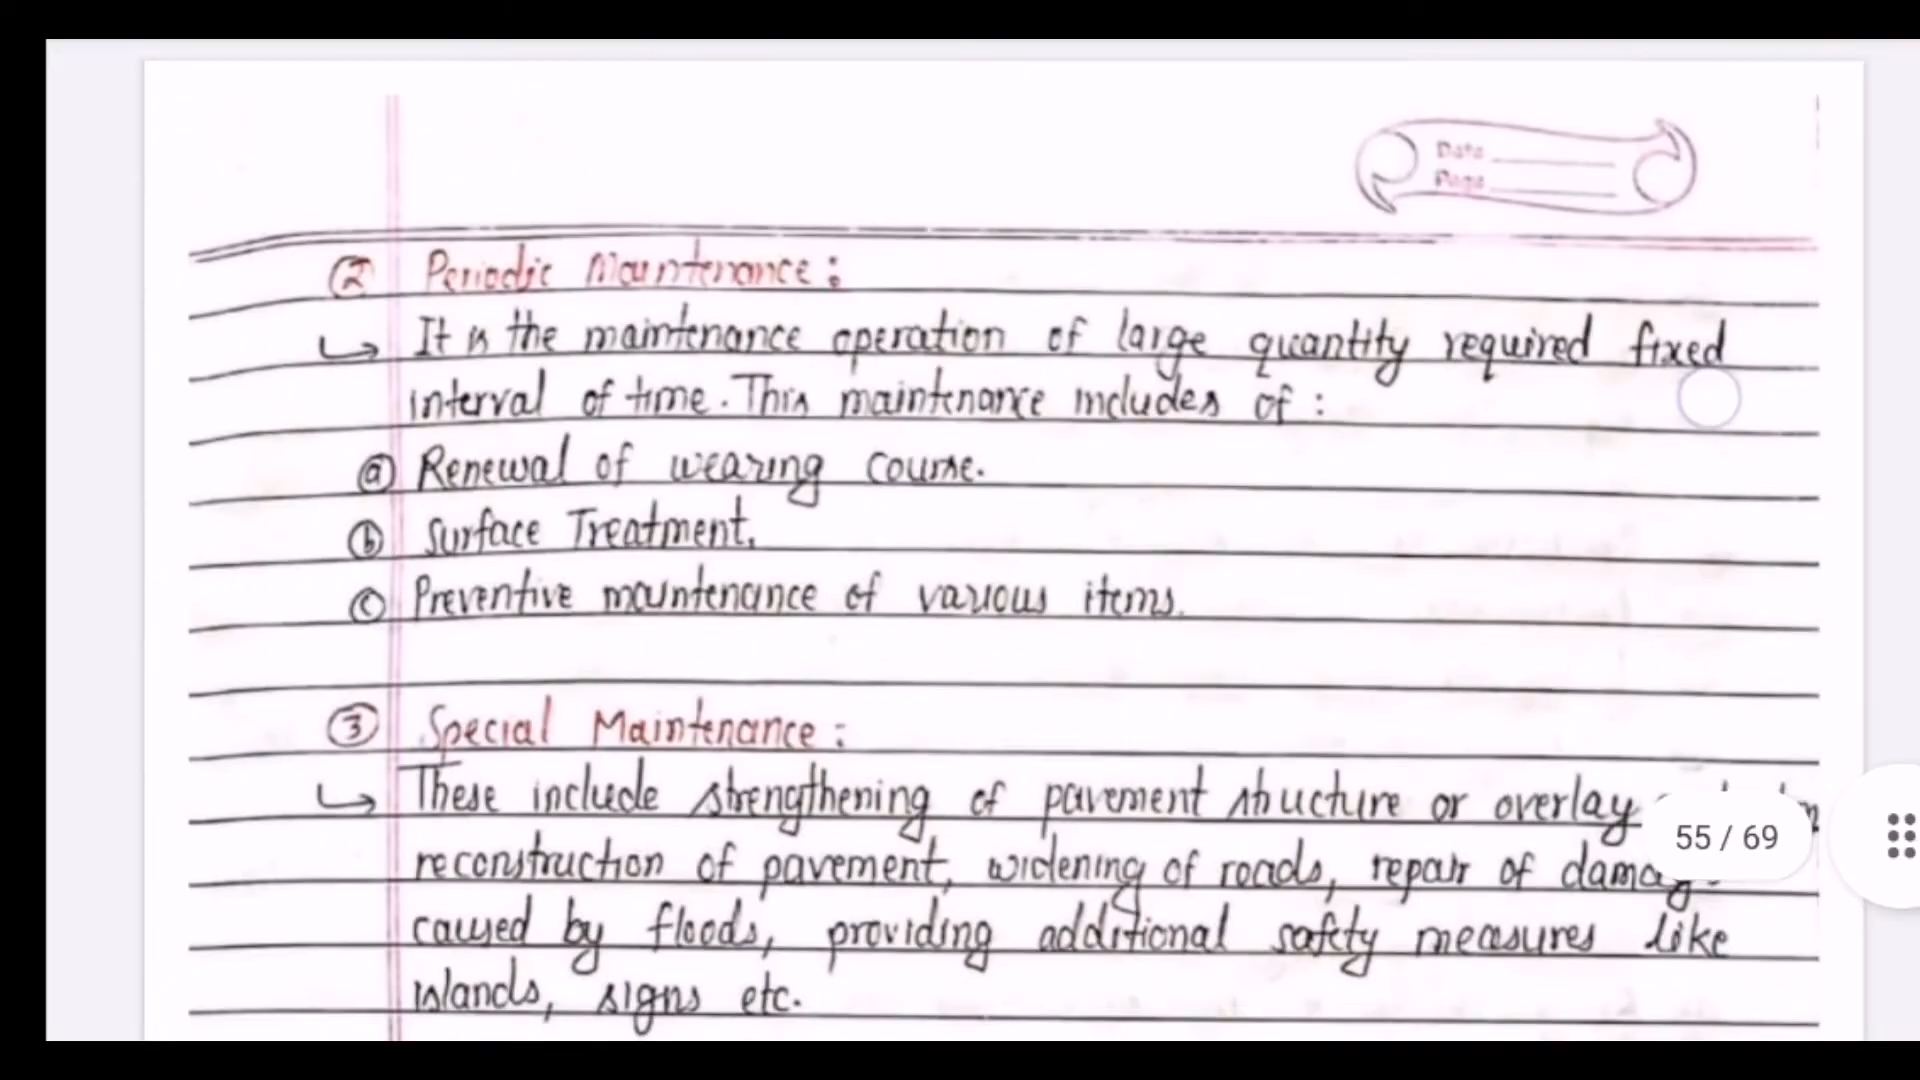 Date
Page
② Periodic Maintenance :
↳ It is the maintenance operation of large quantity required fixed
interval of time. This maintenance includes of :
ⓐ Renewal of wearing course.
ⓑ Surface Treatment.
ⓒ Preventive maintenance of various items.
③ Special Maintenance :
↳ These include strengthening of pavement structure or overlay
reconstruction of pavement, widening of roads, repair of
caused by floods, providing additional safety measures like
islands, signs etc.
55 / 69